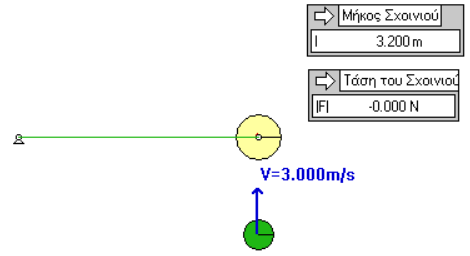 Μήκος Σχοινιού
l 3.200 m
Τάση του Σχοινιού
|F| -0.000 N
V=3.000m/s